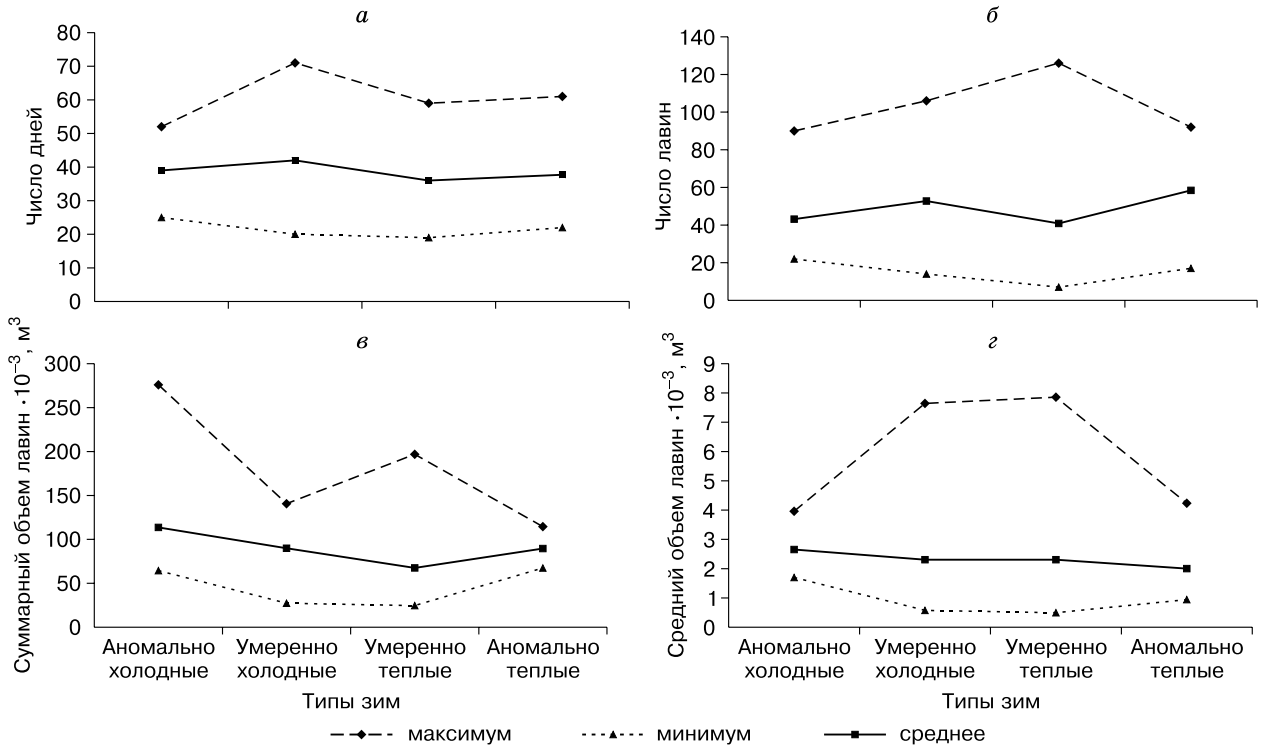 а
Число дней
80
70
60
50
40
30
20
10
0
б
Число лавин
140
120
100
80
60
40
20
0
в
Суммарный объем лавин · 10⁻³, м³
300
250
200
150
100
50
0
Аномально
холодные
Умеренно
холодные
Умеренно
теплые
Аномально
теплые
Типы зим
г
Средний объем лавин · 10⁻³, м³
9
8
7
6
5
4
3
2
1
0
Аномально
холодные
Умеренно
холодные
Умеренно
теплые
Аномально
теплые
Типы зим
максимум
минимум
среднее